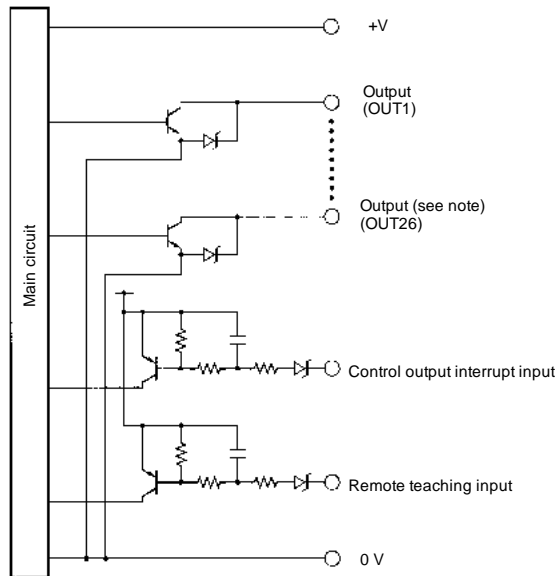 +V
Output
(OUT1)
Output (see note)
(OUT26)
Main circuit
Control output interrupt input
Remote teaching input
0 V